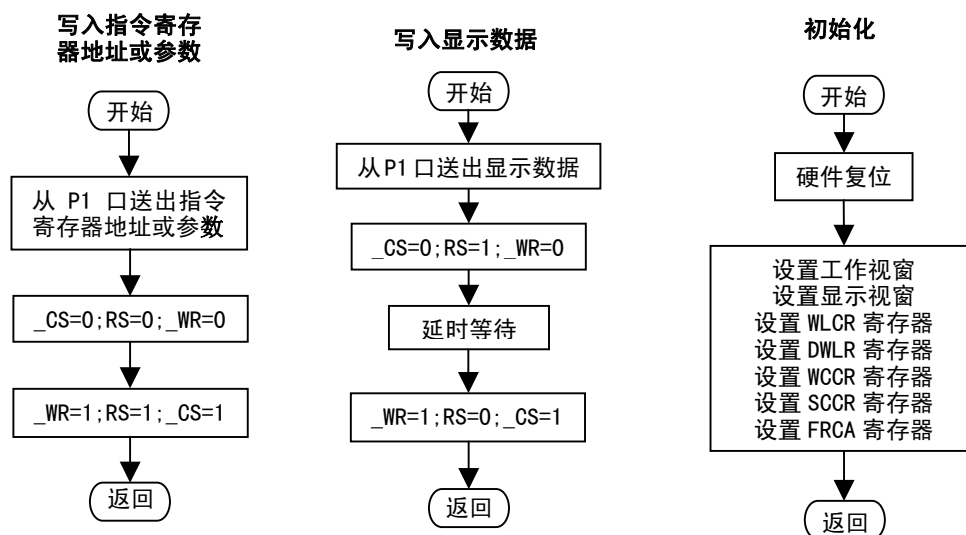 写入指令寄存
器地址或参数
开始
从 P1 口送出指令
寄存器地址或参数
_CS=0;RS=0;_WR=0
_WR=1;RS=1;_CS=1
返回
写入显示数据
开始
从P1口送出显示数据
_CS=0;RS=1;_WR=0
延时等待
_WR=1;RS=0;_CS=1
返回
初始化
开始
硬件复位
设置工作视窗
设置显示视窗
设置 WLCR 寄存器
设置 DWLR 寄存器
设置 WCCR 寄存器
设置 SCCR 寄存器
设置 FRCA 寄存器
返回